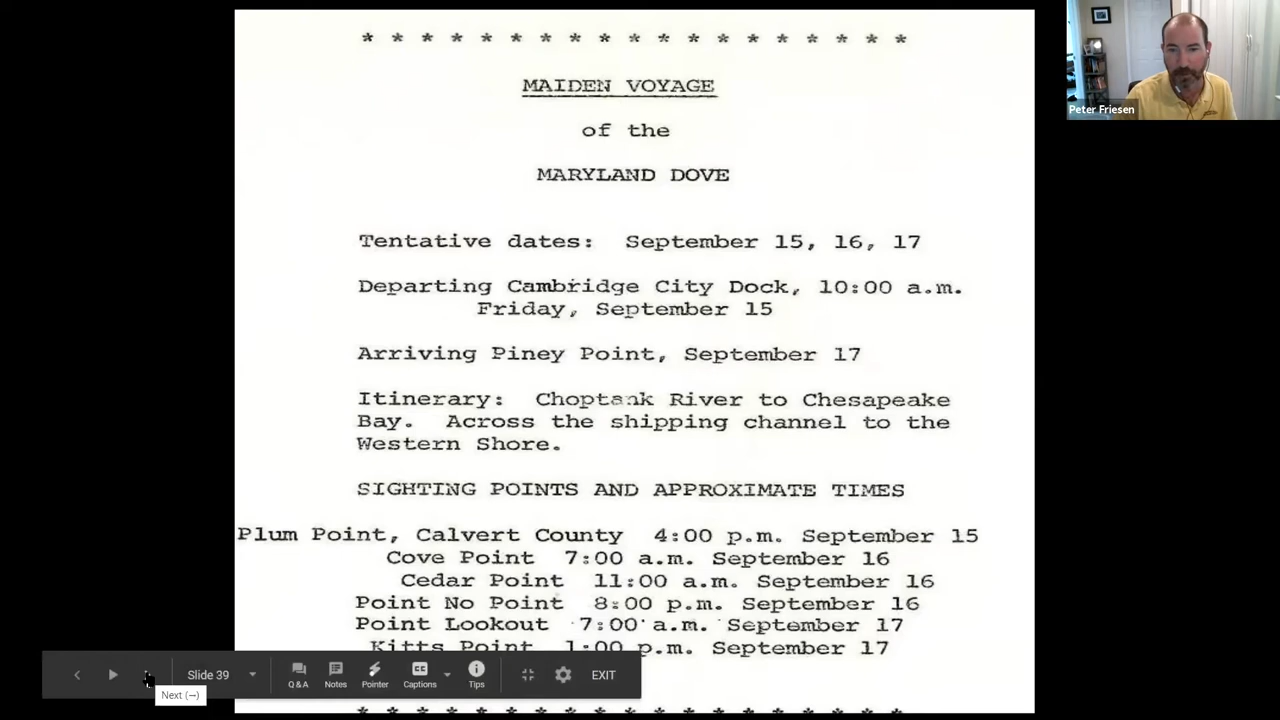 * * * * * * * * * * * * * * * * * * *
MAIDEN VOYAGE
of the
MARYLAND DOVE
Tentative dates: September 15, 16, 17
Departing Cambridge City Dock, 10:00 a.m.
Friday, September 15
Arriving Piney Point, September 17
Itinerary: Choptank River to Chesapeake
Bay. Across the shipping channel to the
Western Shore.
SIGHTING POINTS AND APPROXIMATE TIMES
Plum Point, Calvert County 4:00 p.m. September 15
Cove Point 7:00 a.m. September 16
Cedar Point 11:00 a.m. September 16
Point No Point 8:00 p.m. September 16
Point Lookout 7:00 a.m. September 17
Kitts Point 1:00 p.m. September 17
* * * * * * * * * * * * * * * * * * *
Peter Friesen
Slide 39
Q & A
Notes
Pointer
Captions
Tips
EXIT
Next (→)